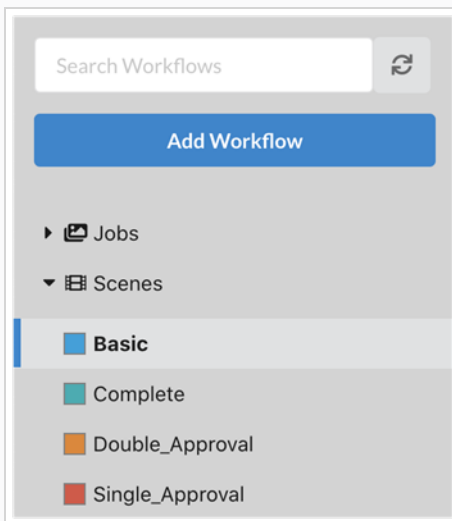 Search Workflows
Add Workflow
Jobs
Scenes
Basic
Complete
Double_Approval
Single_Approval